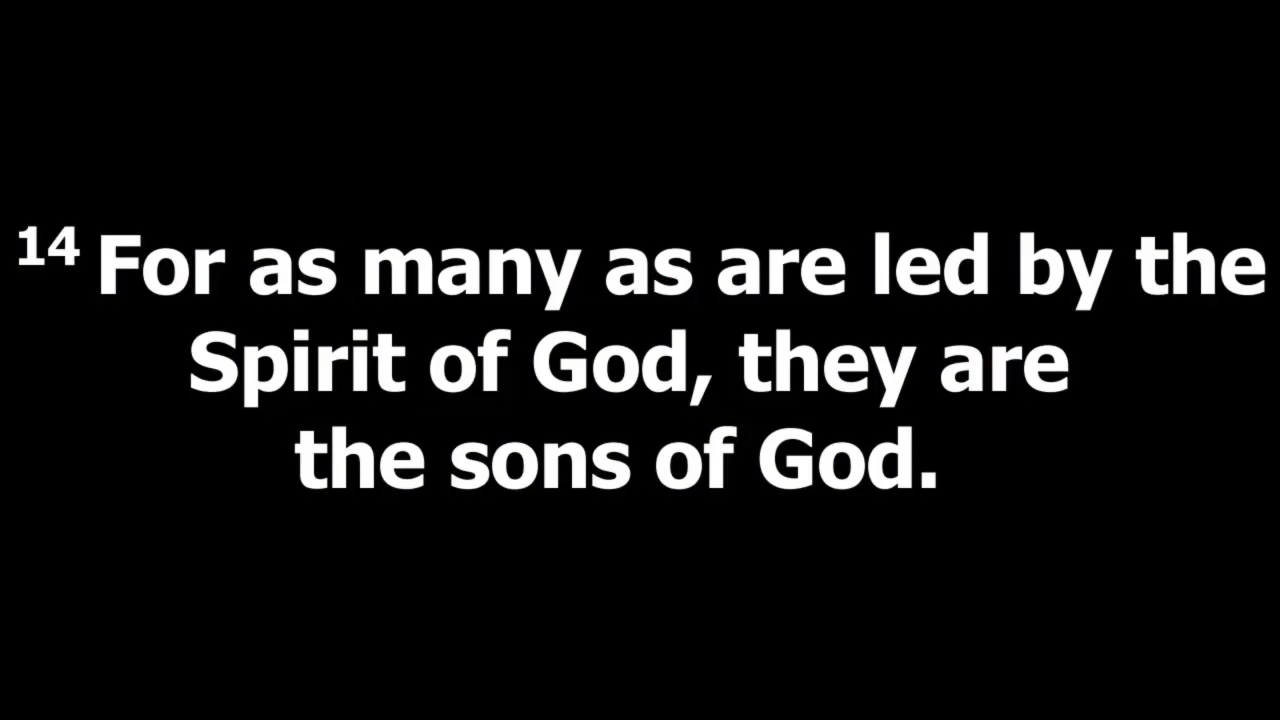 14 For as many as are led by the
Spirit of God, they are
the sons of God.